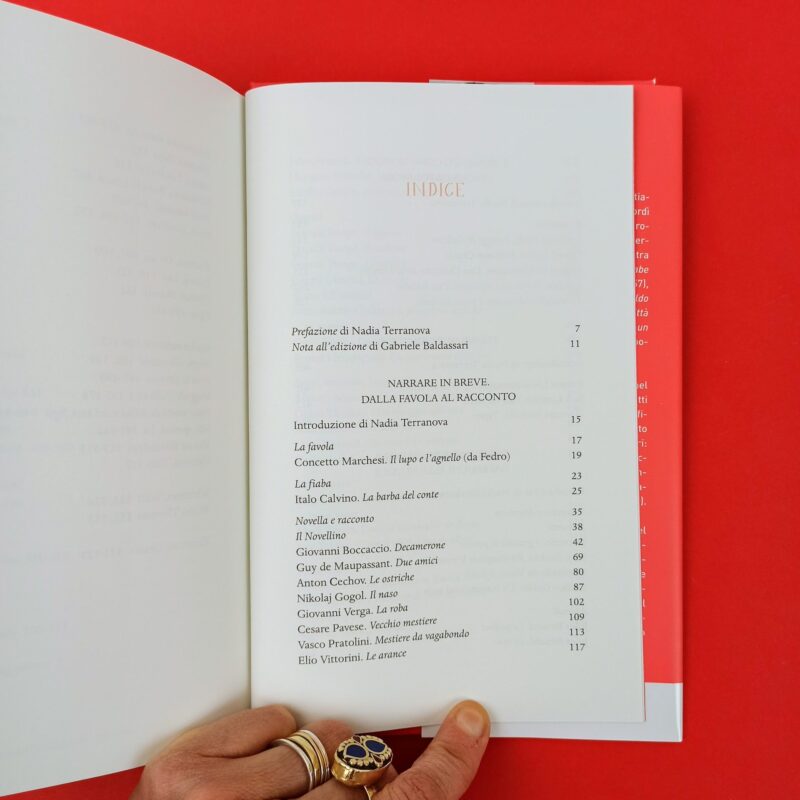 INDICE
Prefazione di Nadia Terranova 7
Nota all'edizione di Gabriele Baldassari 11
NARRARE IN BREVE.
DALLA FAVOLA AL RACCONTO
Introduzione di Nadia Terranova 15
La favola 17
Concetto Marchesi. Il lupo e l'agnello (da Fedro) 19
La fiaba 23
Italo Calvino. La barba del conte 25
Novella e racconto 35
Il Novellino 38
Giovanni Boccaccio. Decamerone 42
Guy de Maupassant. Due amici 69
Anton Cechov. Le ostriche 80
Nikolaj Gogol. Il naso 87
Giovanni Verga. La roba 102
Cesare Pavese. Vecchio mestiere 109
Vasco Pratolini. Mestiere da vagabondo 113
Elio Vittorini. Le arance 117